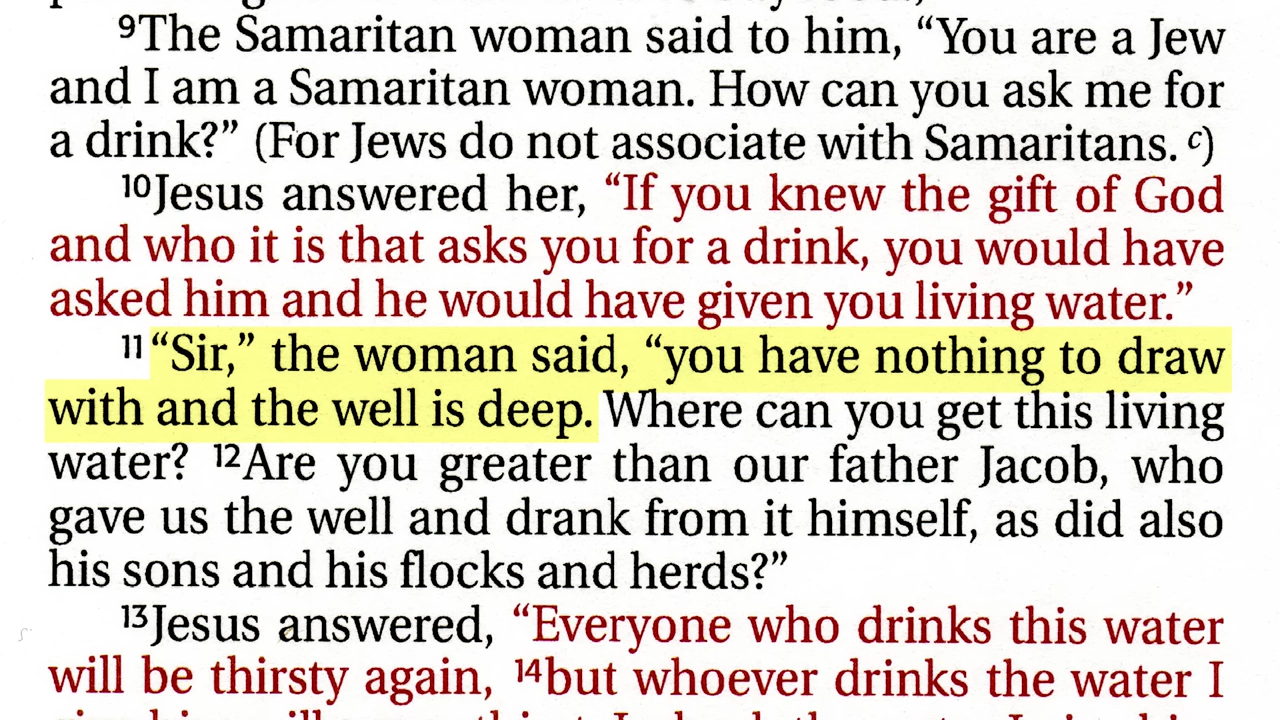 ⁹The Samaritan woman said to him, “You are a Jew
and I am a Samaritan woman. How can you ask me for
a drink?” (For Jews do not associate with Samaritans. ᶜ)
¹⁰Jesus answered her, “If you knew the gift of God
and who it is that asks you for a drink, you would have
asked him and he would have given you living water.”
¹¹“Sir,” the woman said, “you have nothing to draw
with and the well is deep. Where can you get this living
water? ¹²Are you greater than our father Jacob, who
gave us the well and drank from it himself, as did also
his sons and his flocks and herds?”
¹³Jesus answered, “Everyone who drinks this water
will be thirsty again, ¹⁴but whoever drinks the water I